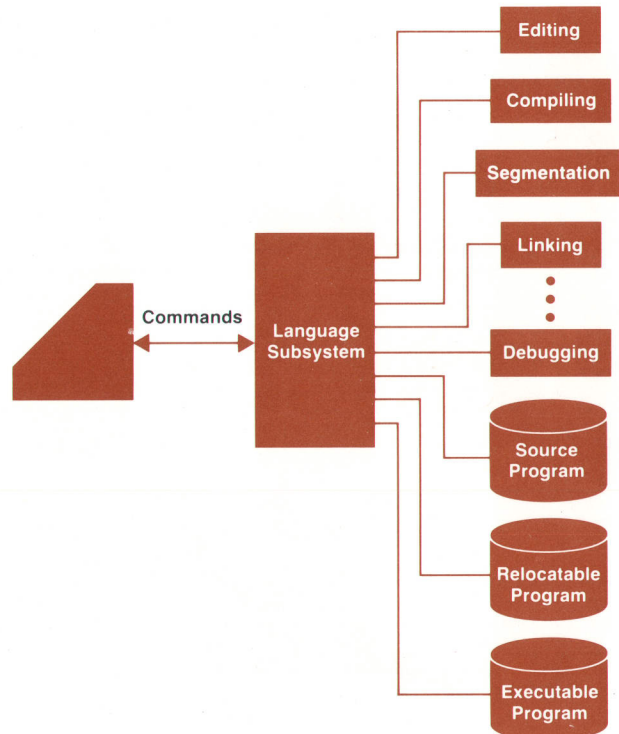 Editing
Compiling
Segmentation
Linking
Commands
Language
Subsystem
Debugging
Source
Program
Relocatable
Program
Executable
Program